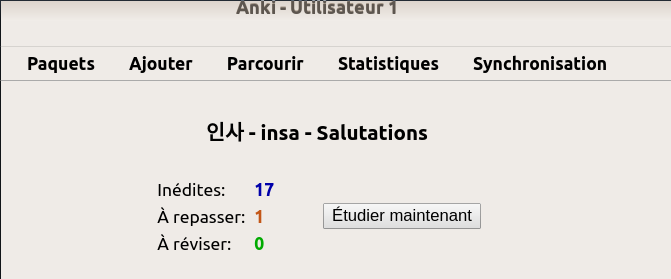 Anki - Utilisateur 1
Paquets Ajouter Parcourir Statistiques Synchronisation
인사 - insa - Salutations
Inédites: 17
À repasser: 1 Étudier maintenant
À réviser: 0